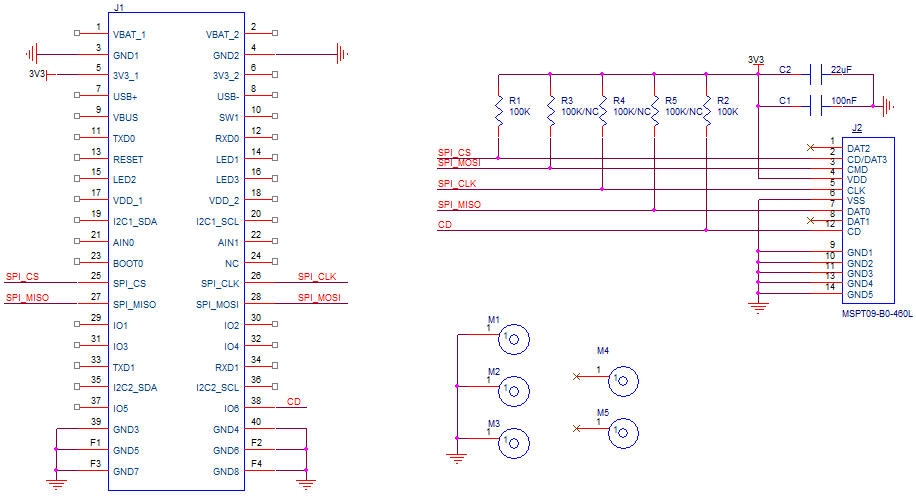 J1
1 VBAT_1 VBAT_2 2
3 GND1 GND2 4
3V3 5 3V3_1 3V3_2 6
7 USB+ USB- 8
9 VBUS SW1 10
11 TXD0 RXD0 12
13 RESET LED1 14
15 LED2 LED3 16
17 VDD_1 VDD_2 18
19 I2C1_SDA I2C1_SCL 20
21 AIN0 AIN1 22
23 BOOT0 NC 24
SPI_CS 25 SPI_CS SPI_CLK 26 SPI_CLK
SPI_MISO 27 SPI_MISO SPI_MOSI 28 SPI_MOSI
29 IO1 IO2 30
31 IO3 IO4 32
33 TXD1 RXD1 34
35 I2C2_SDA I2C2_SCL 36
37 IO5 IO6 38 CD
39 GND3 GND4 40
F1 GND5 GND6 F2
F3 GND7 GND8 F4
3V3
C2 22uF
C1 100nF
R1 R3 R4 R5 R2
100K 100K/NC 100K/NC 100K/NC 100K
SPI_CS
SPI_MOSI
SPI_CLK
SPI_MISO
CD
J2
1 DAT2
2 CD/DAT3
3 CMD
4 VDD
5 CLK
6 VSS
7 DAT0
8 DAT1
12 CD
9 GND1
10 GND2
11 GND3
13 GND4
14 GND5
MSPT09-B0-460L
M1
1 1
M2
1 1
M3
1 1
M4
1 1
M5
1 1